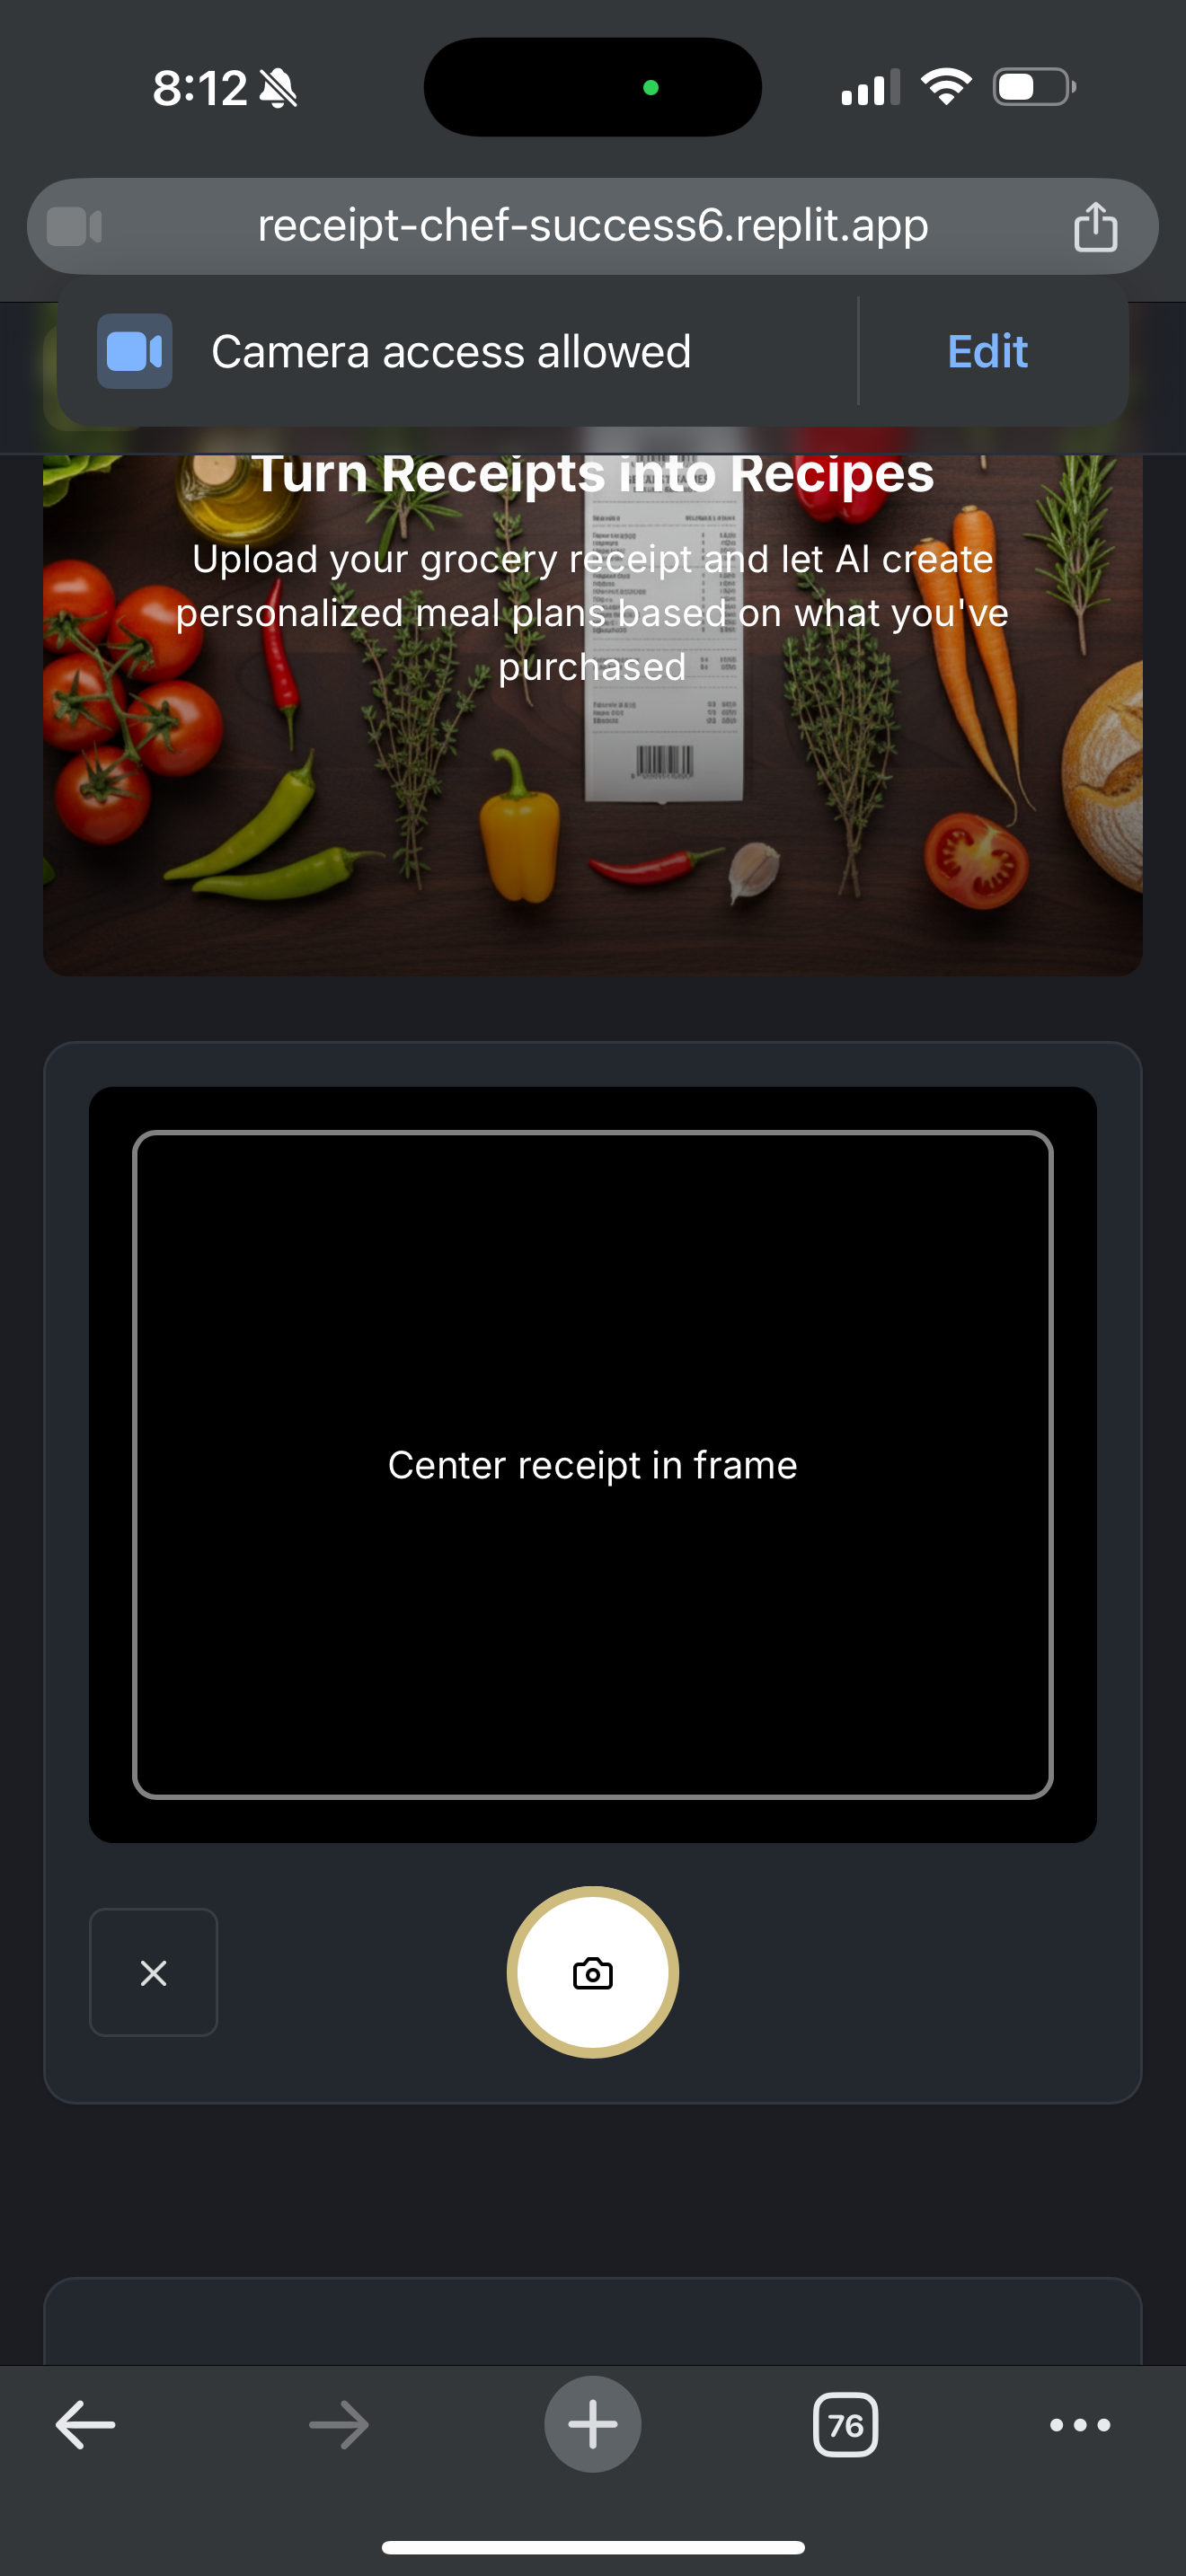 8:12
receipt-chef-success6.replit.app
Camera access allowed
Edit
Turn Receipts into Recipes
Upload your grocery receipt and let AI create
personalized meal plans based on what you've
purchased
Center receipt in frame
76